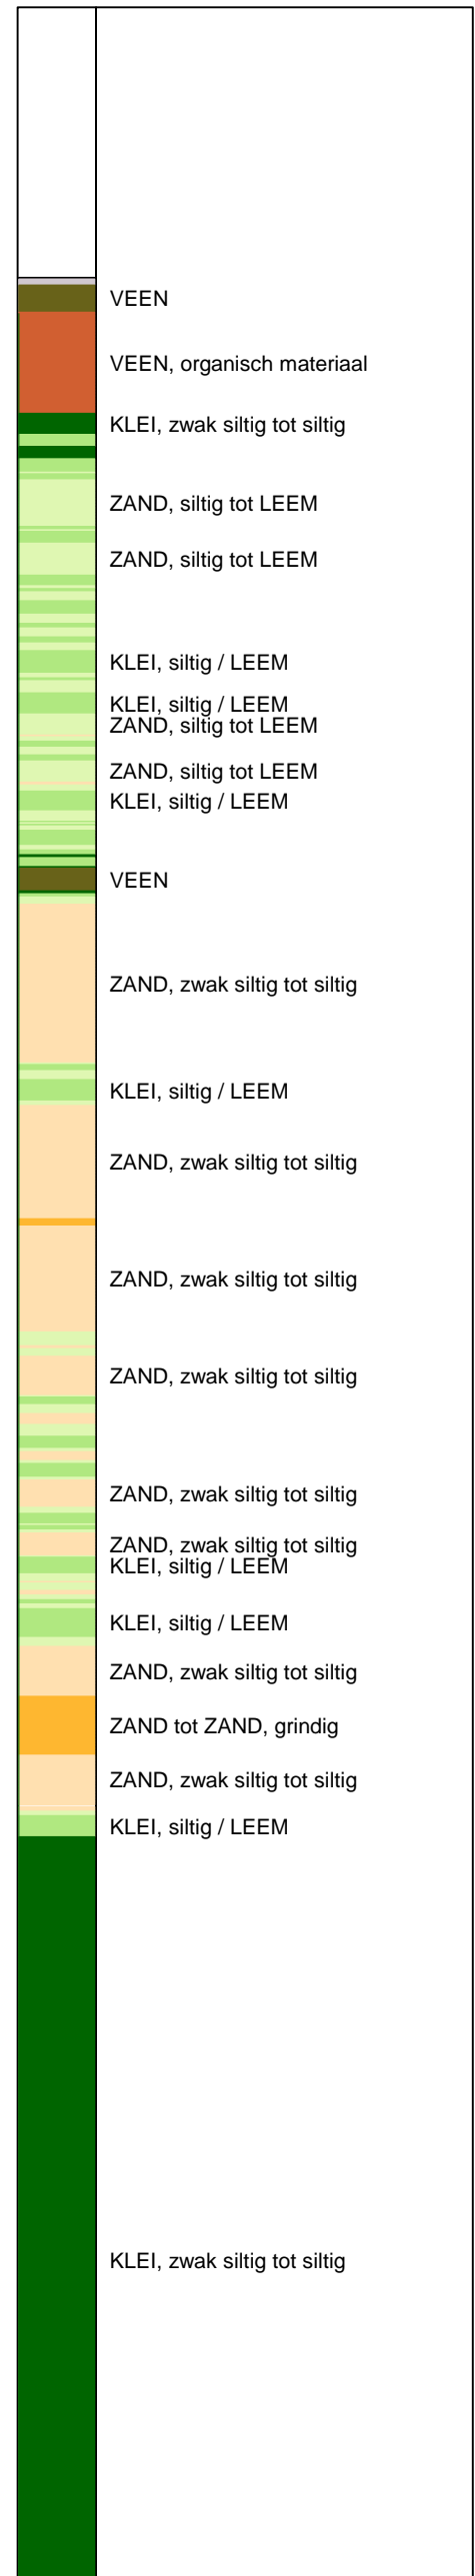 VEEN
VEEN, organisch materiaal
KLEI, zwak siltig tot siltig
ZAND, siltig tot LEEM
ZAND, siltig tot LEEM
KLEI, siltig / LEEM
KLEI, siltig / LEEM
ZAND, siltig tot LEEM
ZAND, siltig tot LEEM
KLEI, siltig / LEEM
VEEN
ZAND, zwak siltig tot siltig
KLEI, siltig / LEEM
ZAND, zwak siltig tot siltig
ZAND, zwak siltig tot siltig
ZAND, zwak siltig tot siltig
ZAND, zwak siltig tot siltig
ZAND, zwak siltig tot siltig
KLEI, siltig / LEEM
KLEI, siltig / LEEM
ZAND, zwak siltig tot siltig
ZAND tot ZAND, grindig
ZAND, zwak siltig tot siltig
KLEI, siltig / LEEM
KLEI, zwak siltig tot siltig